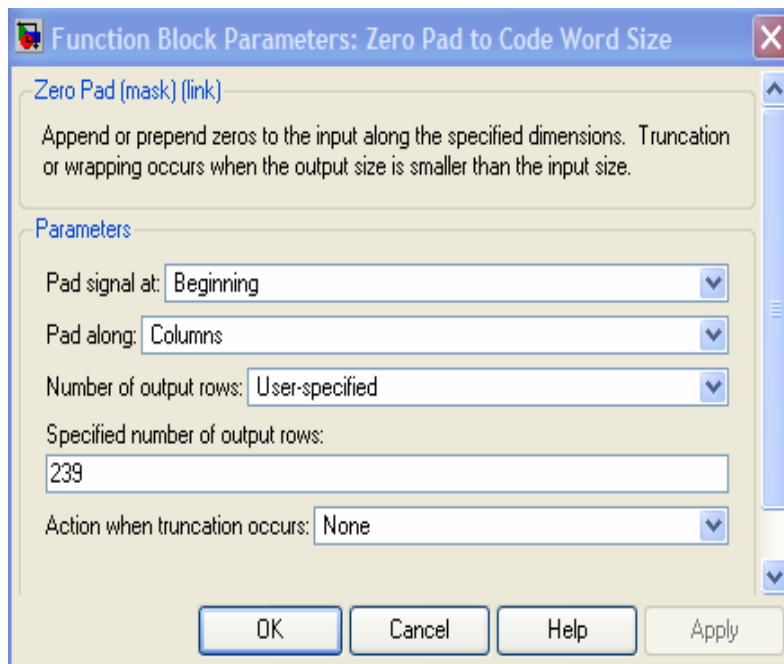 Function Block Parameters: Zero Pad to Code Word Size
Zero Pad (mask) (link)
Append or prepend zeros to the input along the specified dimensions. Truncation
or wrapping occurs when the output size is smaller than the input size.
Parameters
Pad signal at: Beginning
Pad along: Columns
Number of output rows: User-specified
Specified number of output rows:
239
Action when truncation occurs: None
OK Cancel Help Apply